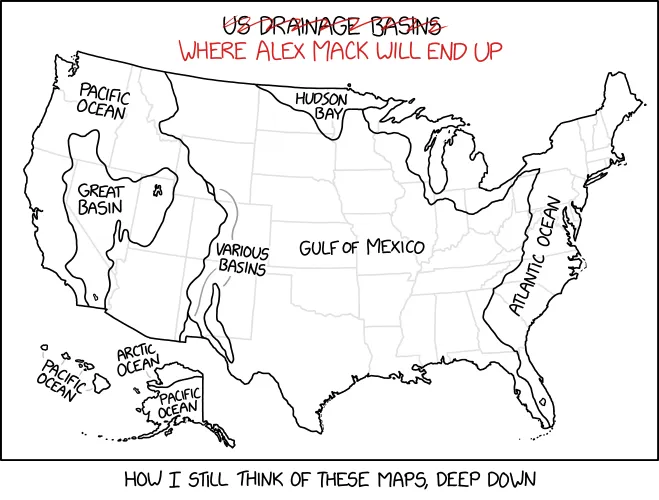 US DRAINAGE BASINS
WHERE ALEX MACK WILL END UP
PACIFIC
OCEAN
HUDSON
BAY
GREAT
BASIN
VARIOUS
BASINS
GULF OF MEXICO
ATLANTIC OCEAN
ARCTIC
OCEAN
PACIFIC
OCEAN
PACIFIC
OCEAN
HOW I STILL THINK OF THESE MAPS, DEEP DOWN